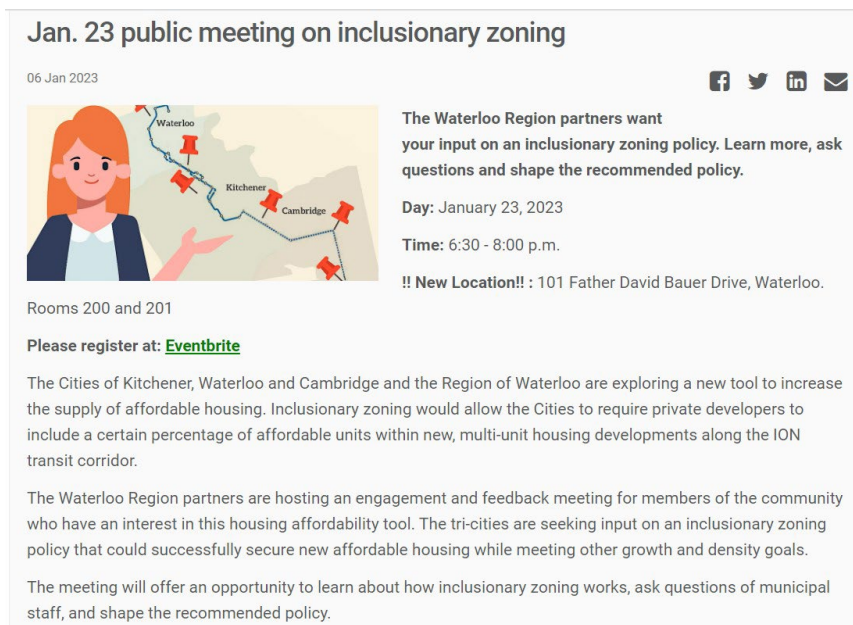 Jan. 23 public meeting on inclusionary zoning
06 Jan 2023
Waterloo
Kitchener
Cambridge
The Waterloo Region partners want
your input on an inclusionary zoning policy. Learn more, ask
questions and shape the recommended policy.
Day: January 23, 2023
Time: 6:30 - 8:00 p.m.
!! New Location!! : 101 Father David Bauer Drive, Waterloo.
Rooms 200 and 201
Please register at: Eventbrite
The Cities of Kitchener, Waterloo and Cambridge and the Region of Waterloo are exploring a new tool to increase
the supply of affordable housing. Inclusionary zoning would allow the Cities to require private developers to
include a certain percentage of affordable units within new, multi-unit housing developments along the ION
transit corridor.
The Waterloo Region partners are hosting an engagement and feedback meeting for members of the community
who have an interest in this housing affordability tool. The tri-cities are seeking input on an inclusionary zoning
policy that could successfully secure new affordable housing while meeting other growth and density goals.
The meeting will offer an opportunity to learn about how inclusionary zoning works, ask questions of municipal
staff, and shape the recommended policy.